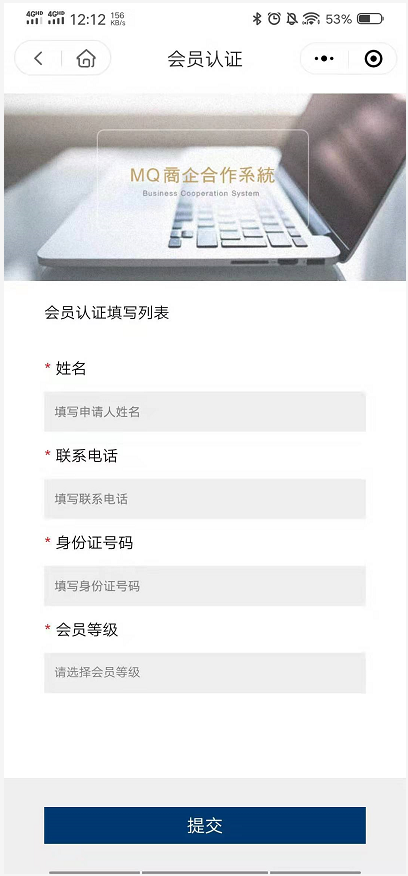 4GHD 4GHD 12:12 156 KB/s 53%
会员认证
MQ商企合作系統
Business Cooperation System
会员认证填写列表
* 姓名
填写申请人姓名
* 联系电话
填写联系电话
* 身份证号码
填写身份证号码
* 会员等级
请选择会员等级
提交